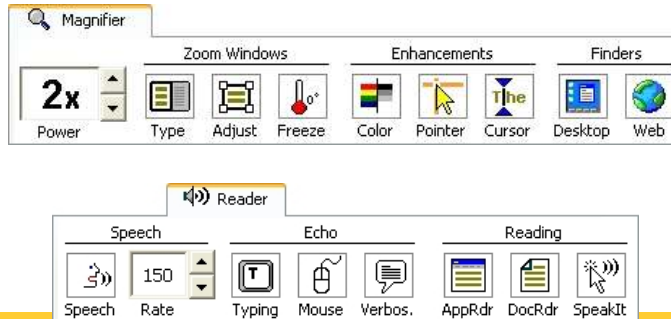 Magnifier
Zoom Windows Enhancements Finders
2x 0° The
Power Type Adjust Freeze Color Pointer Cursor Desktop Web
Reader
Speech Echo Reading
150 T
Speech Rate Typing Mouse Verbos. AppRdr DocRdr SpeakIt